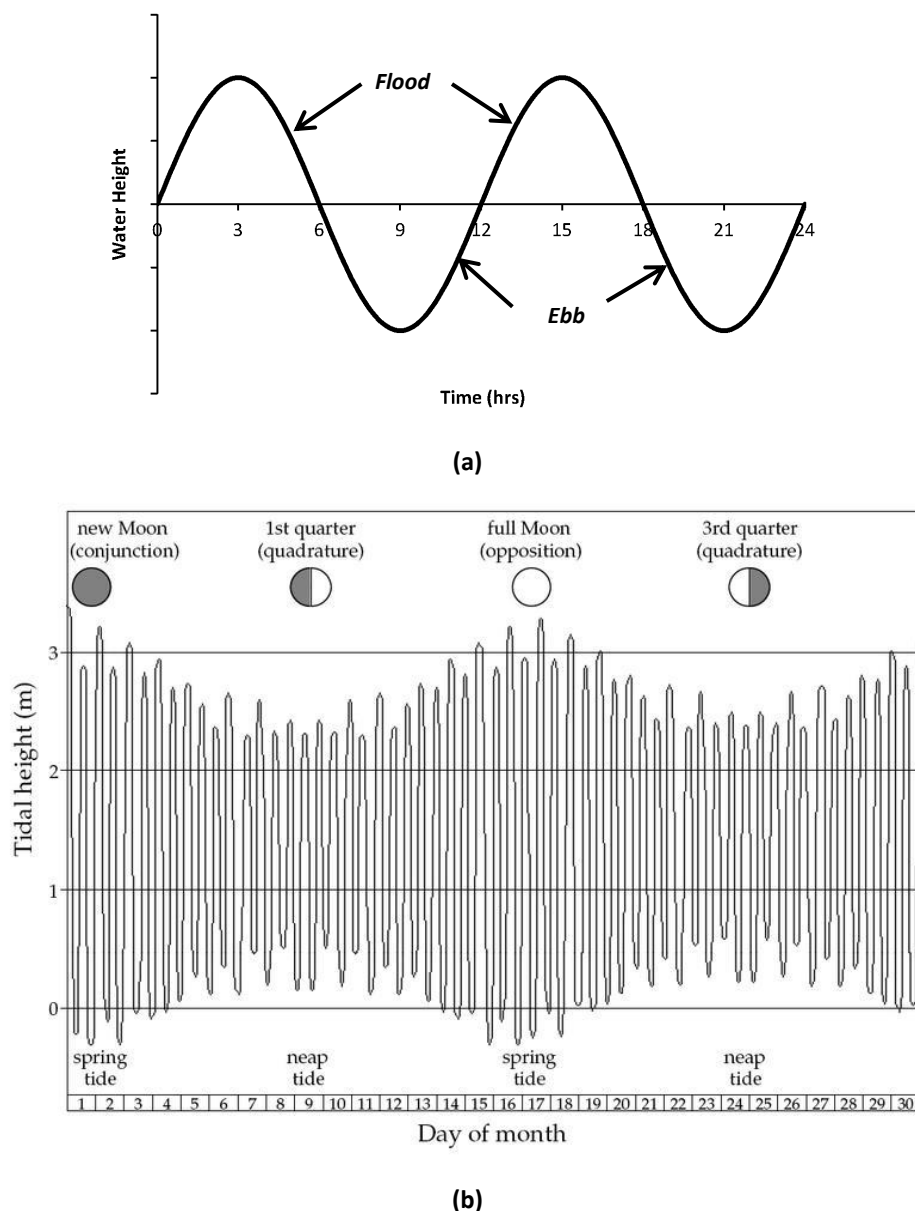 Flood
Water Height
0 3 6 9 12 15 18 21 24
Ebb
Time (hrs)
(a)
new Moon
(conjunction)
1st quarter
(quadrature)
full Moon
(opposition)
3rd quarter
(quadrature)
Tidal height (m)
3
2
1
0
spring
tide
neap
tide
spring
tide
neap
tide
1 2 3 4 5 6 7 8 9 10 11 12 13 14 15 16 17 18 19 20 21 22 23 24 25 26 27 28 29 30
Day of month
(b)